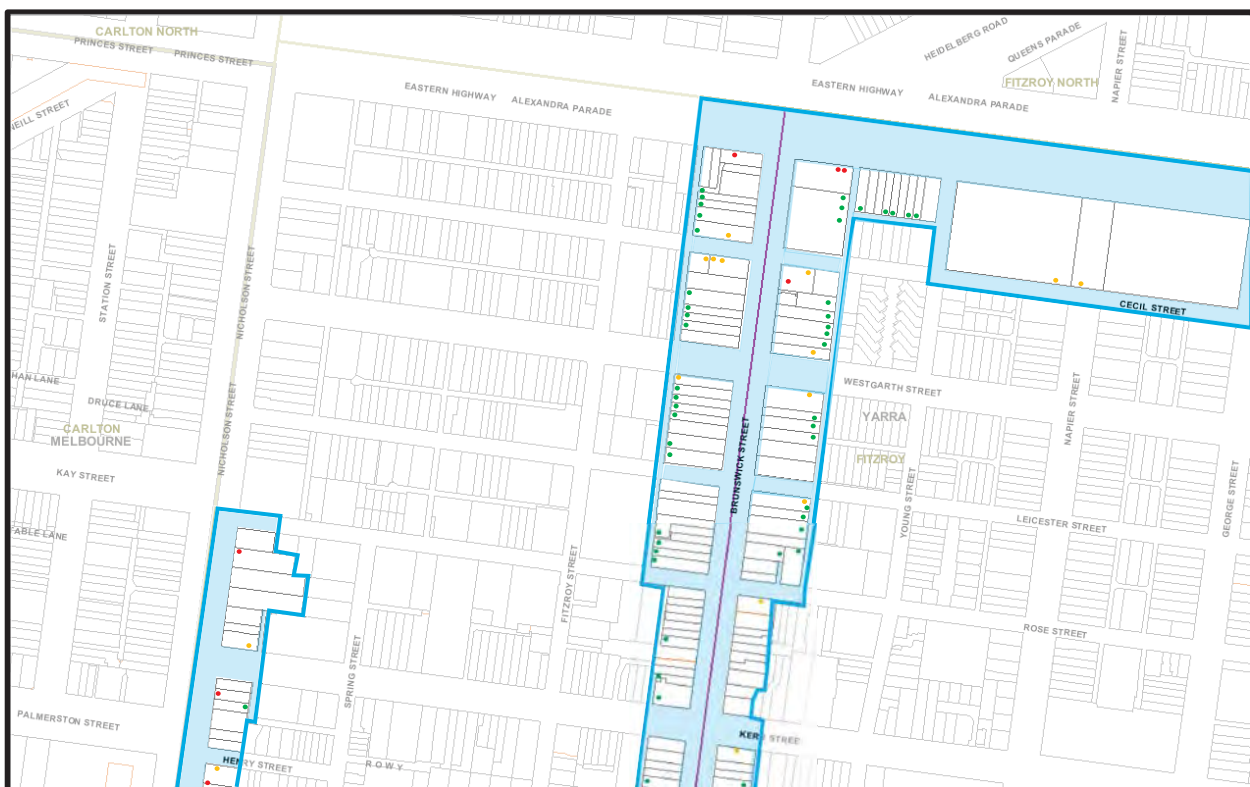 CARLTON NORTH
PRINCES STREET
PRINCES STREET
HEIDELBERG ROAD
QUEENS PARADE
NAPIER STREET
FITZROY NORTH
EASTERN HIGHWAY
ALEXANDRA PARADE
EASTERN HIGHWAY
ALEXANDRA PARADE
NEILL STREET
STATION STREET
NICHOLSON STREET
CECIL STREET
HAN LANE
DRUCE LANE
NICHOLSON STREET
WESTGARTH STREET
NAPIER STREET
YARRA
CARLTON
MELBOURNE
BRUNSWICK STREET
FITZROY
KAY STREET
YOUNG STREET
GEORGE STREET
LEICESTER STREET
TABLE LANE
FITZROY STREET
ROSE STREET
SPRING STREET
PALMERSTON STREET
HENRY STREET
ROWY